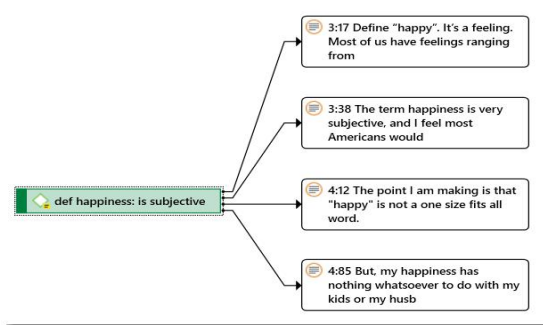 3:17 Define “happy”. It’s a feeling.
Most of us have feelings ranging
from
3:38 The term happiness is very
subjective, and I feel most
Americans would
def happiness: is subjective
4:12 The point I am making is that
"happy" is not a one size fits all
word.
4:85 But, my happiness has
nothing whatsoever to do with my
kids or my husb